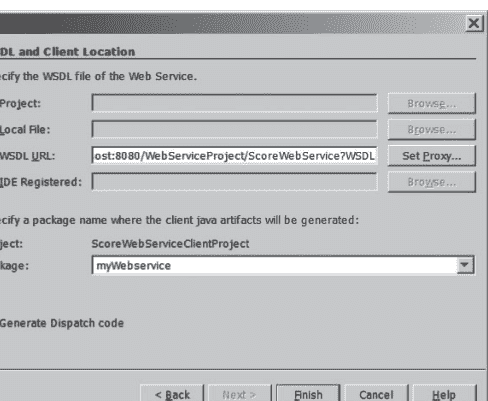 DL and Client Location
ecify the WSDL file of the Web Service.
Project: Browse...
Local File: Browse...
WSDL URL: ost:8080/WebServiceProject/ScoreWebService?WSDL Set Proxy...
IDE Registered: Browse...
ecify a package name where the client java artifacts will be generated:
ject: ScoreWebServiceClientProject
kage: myWebservice
Generate Dispatch code
< Back Next > Finish Cancel Help